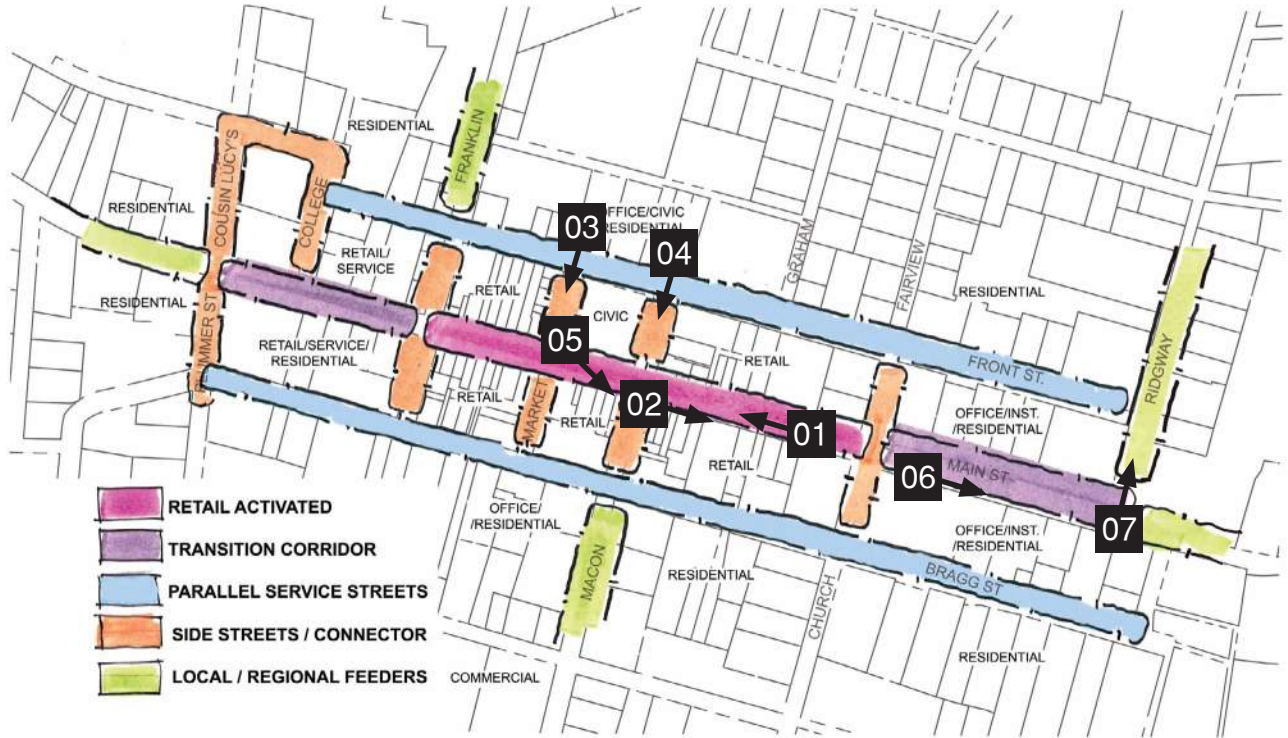 RESIDENTIAL
FRANKLIN
COUSIN LUCY'S
COLLEGE
RESIDENTIAL
OFFICE/CIVIC
RESIDENTIAL
03
04
GRAHAM
FAIRVIEW
RETAIL/
SERVICE
RETAIL
RESIDENTIAL
RESIDENTIAL
CIVIC
RETAIL/SERVICE/
RESIDENTIAL
05
RETAIL
FRONT ST.
RIDGWAY
RETAIL
MARKET
RETAIL
02
01
OFFICE/INST.
/RESIDENTIAL
RETAIL
06
MAIN ST.
07
OFFICE/
/RESIDENTIAL
OFFICE/INST.
/RESIDENTIAL
MACON
RESIDENTIAL
BRAGG ST
CHURCH
RESIDENTIAL
COMMERCIAL
RETAIL ACTIVATED
TRANSITION CORRIDOR
PARALLEL SERVICE STREETS
SIDE STREETS / CONNECTOR
LOCAL / REGIONAL FEEDERS